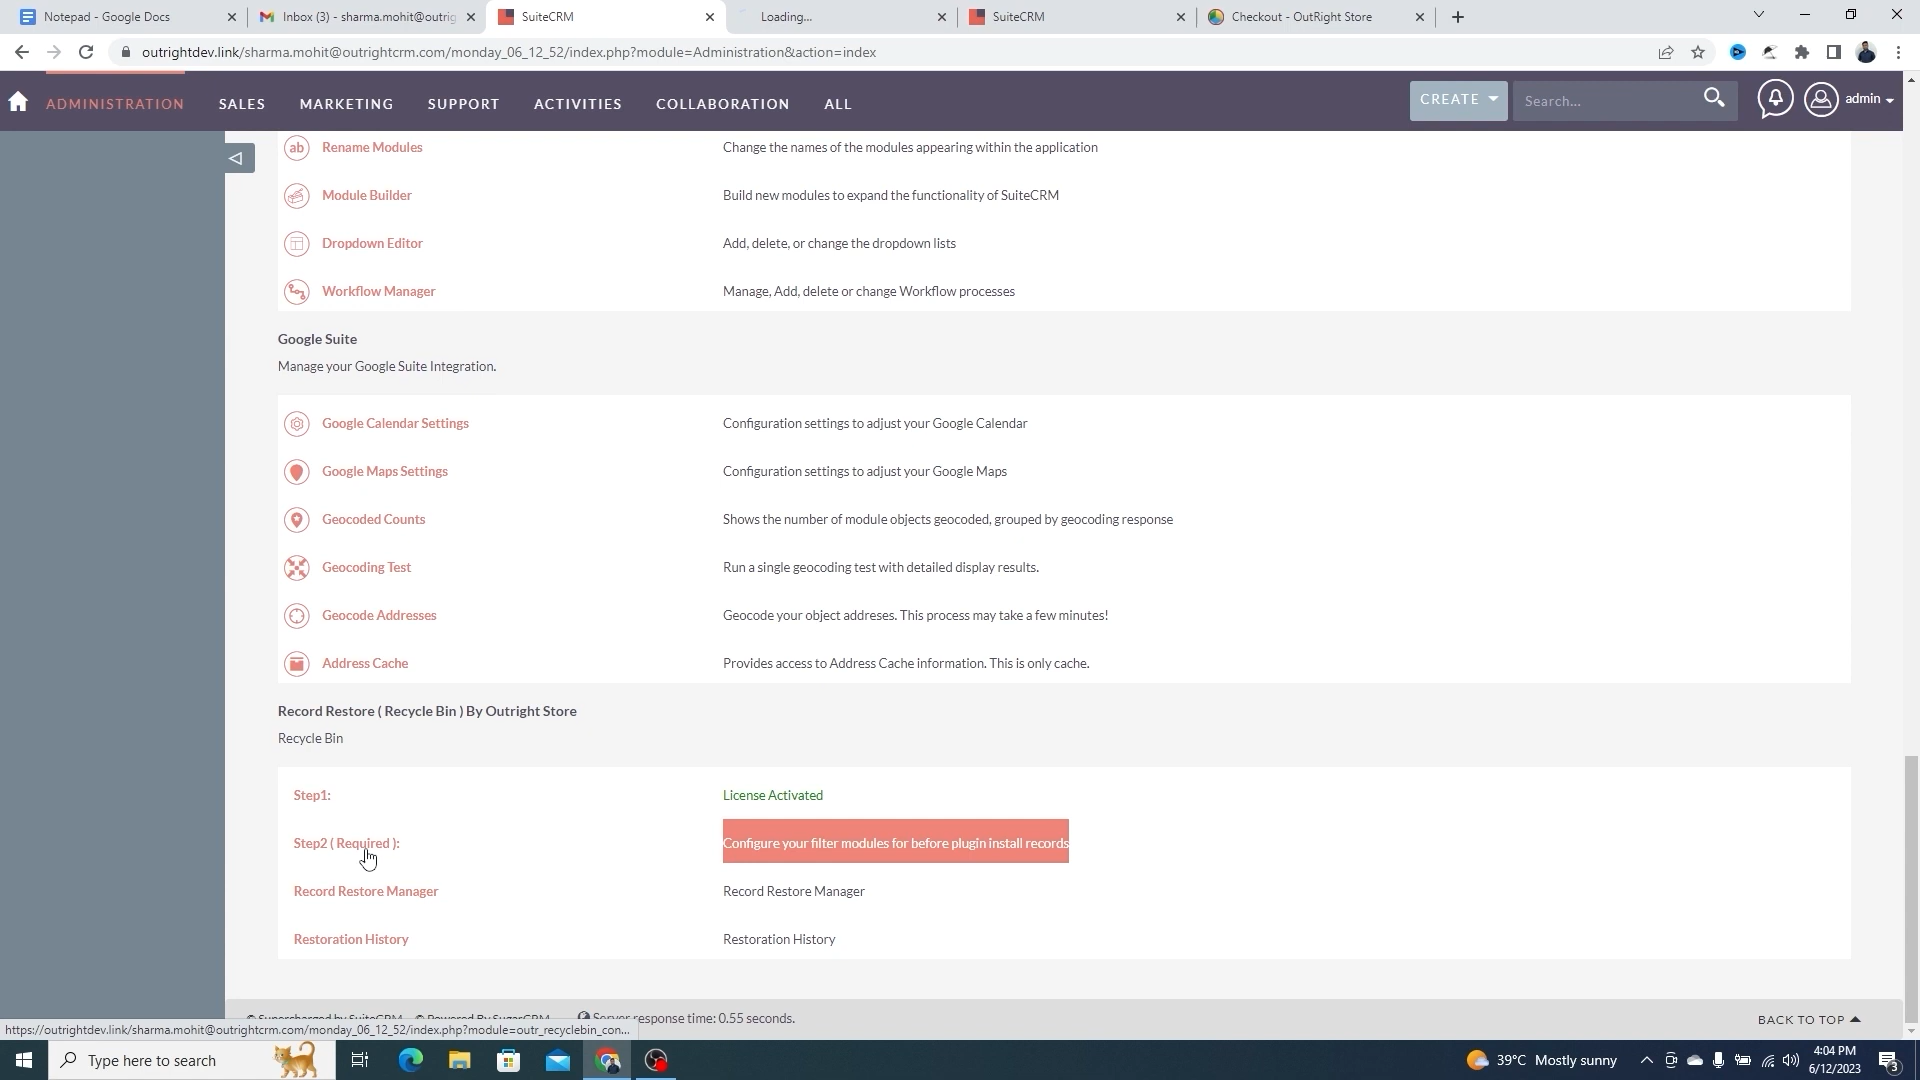 Notepad - Google Docs
Inbox (3) - sharma.mohit@outrig
SuiteCRM
Loading...
SuiteCRM
Checkout - OutRight Store
outrightdev.link/sharma.mohit@outrightcrm.com/monday_06_12_52/index.php?module=Administration&action=index
ADMINISTRATION SALES MARKETING SUPPORT ACTIVITIES COLLABORATION ALL CREATE Search... admin
ab Rename Modules Change the names of the modules appearing within the application
Module Builder Build new modules to expand the functionality of SuiteCRM
Dropdown Editor Add, delete, or change the dropdown lists
Workflow Manager Manage, Add, delete or change Workflow processes
Google Suite
Manage your Google Suite Integration.
Google Calendar Settings Configuration settings to adjust your Google Calendar
Google Maps Settings Configuration settings to adjust your Google Maps
Geocoded Counts Shows the number of module objects geocoded, grouped by geocoding response
Geocoding Test Run a single geocoding test with detailed display results.
Geocode Addresses Geocode your object addreses. This process may take a few minutes!
Address Cache Provides access to Address Cache information. This is only cache.
Record Restore ( Recycle Bin ) By Outright Store
Recycle Bin
Step1: License Activated
Step2 ( Required ): Configure your filter modules for before plugin install records
Record Restore Manager Record Restore Manager
Restoration History Restoration History
© Supercharged by SuiteCRM © Powered By SugarCRM Server response time: 0.55 seconds. BACK TO TOP
https://outrightdev.link/sharma.mohit@outrightcrm.com/monday_06_12_52/index.php?module=outr_recyclebin_con...
Type here to search
39°C Mostly sunny
4:04 PM
6/12/2023
3